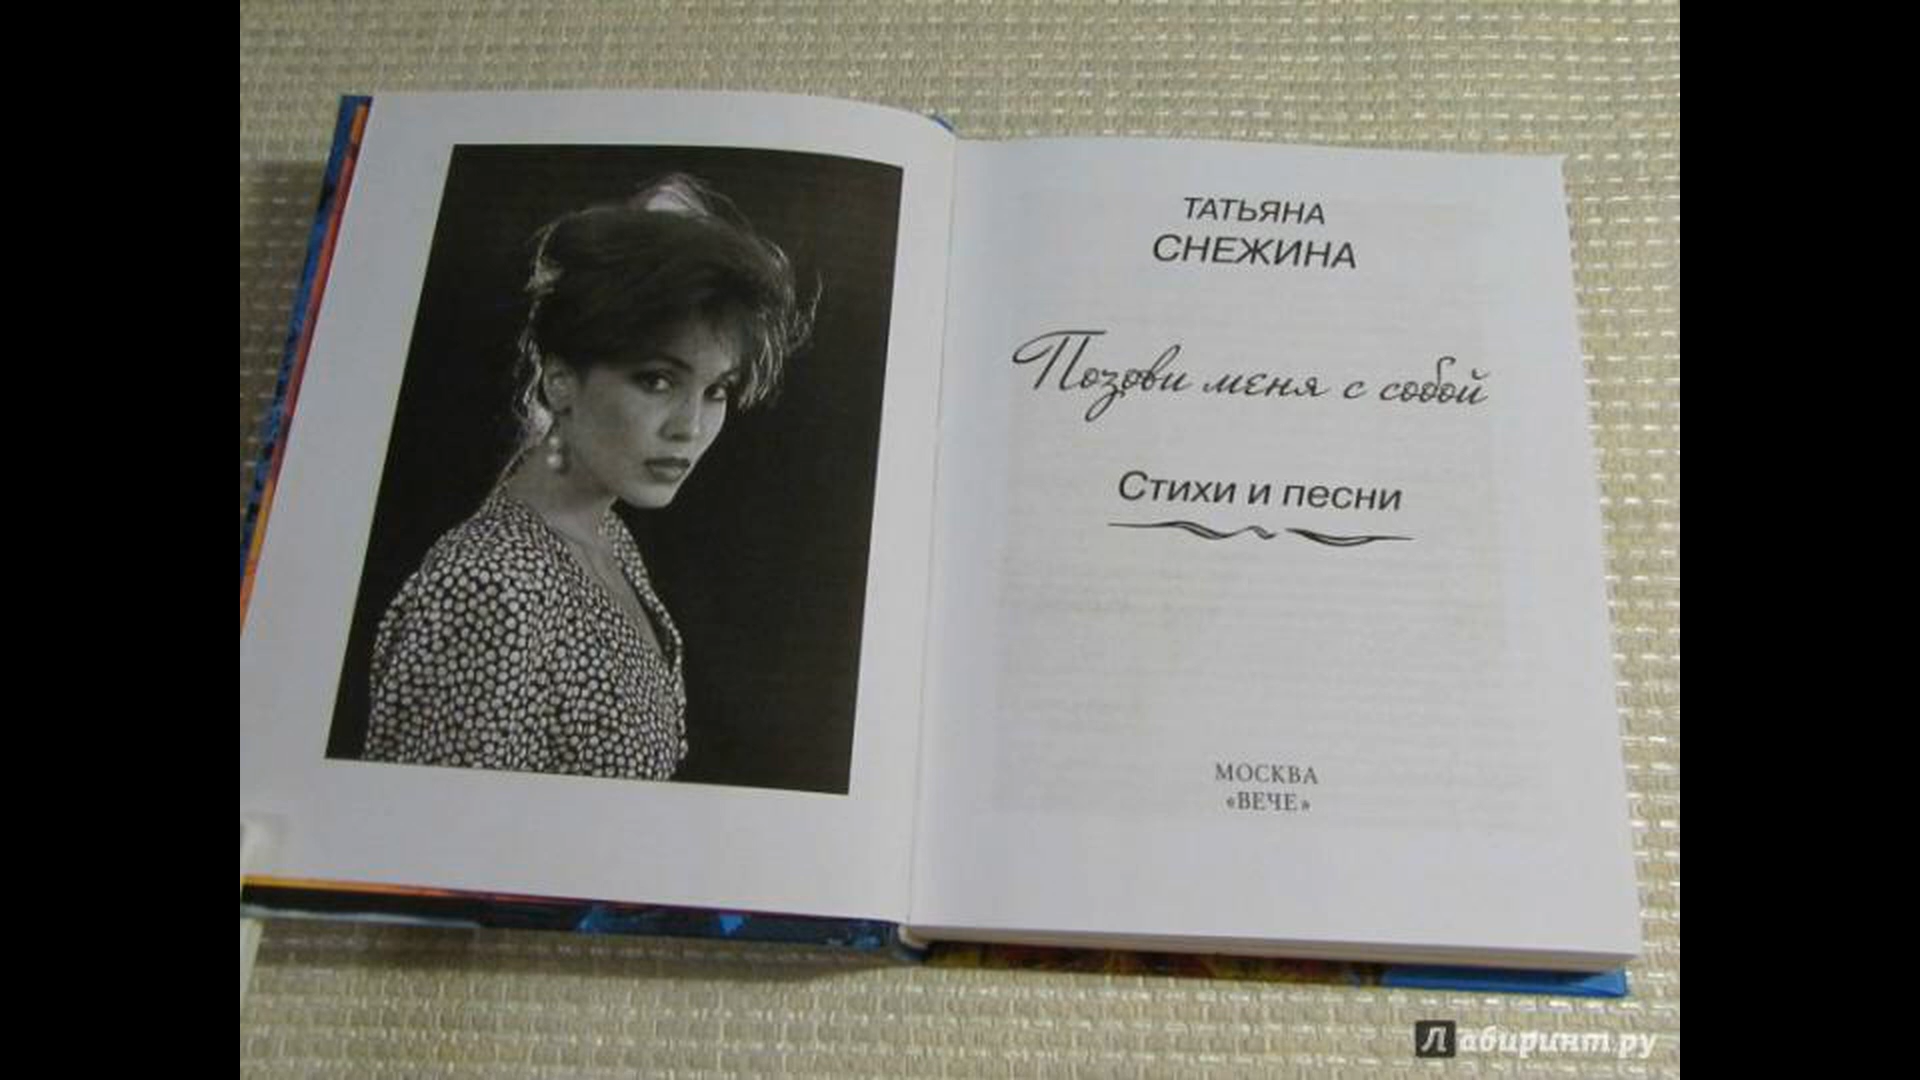 ТАТЬЯНА
СНЕЖИНА
Позови меня с собой
Стихи и песни
МОСКВА
«ВЕЧЕ»
Лабиринт.ру